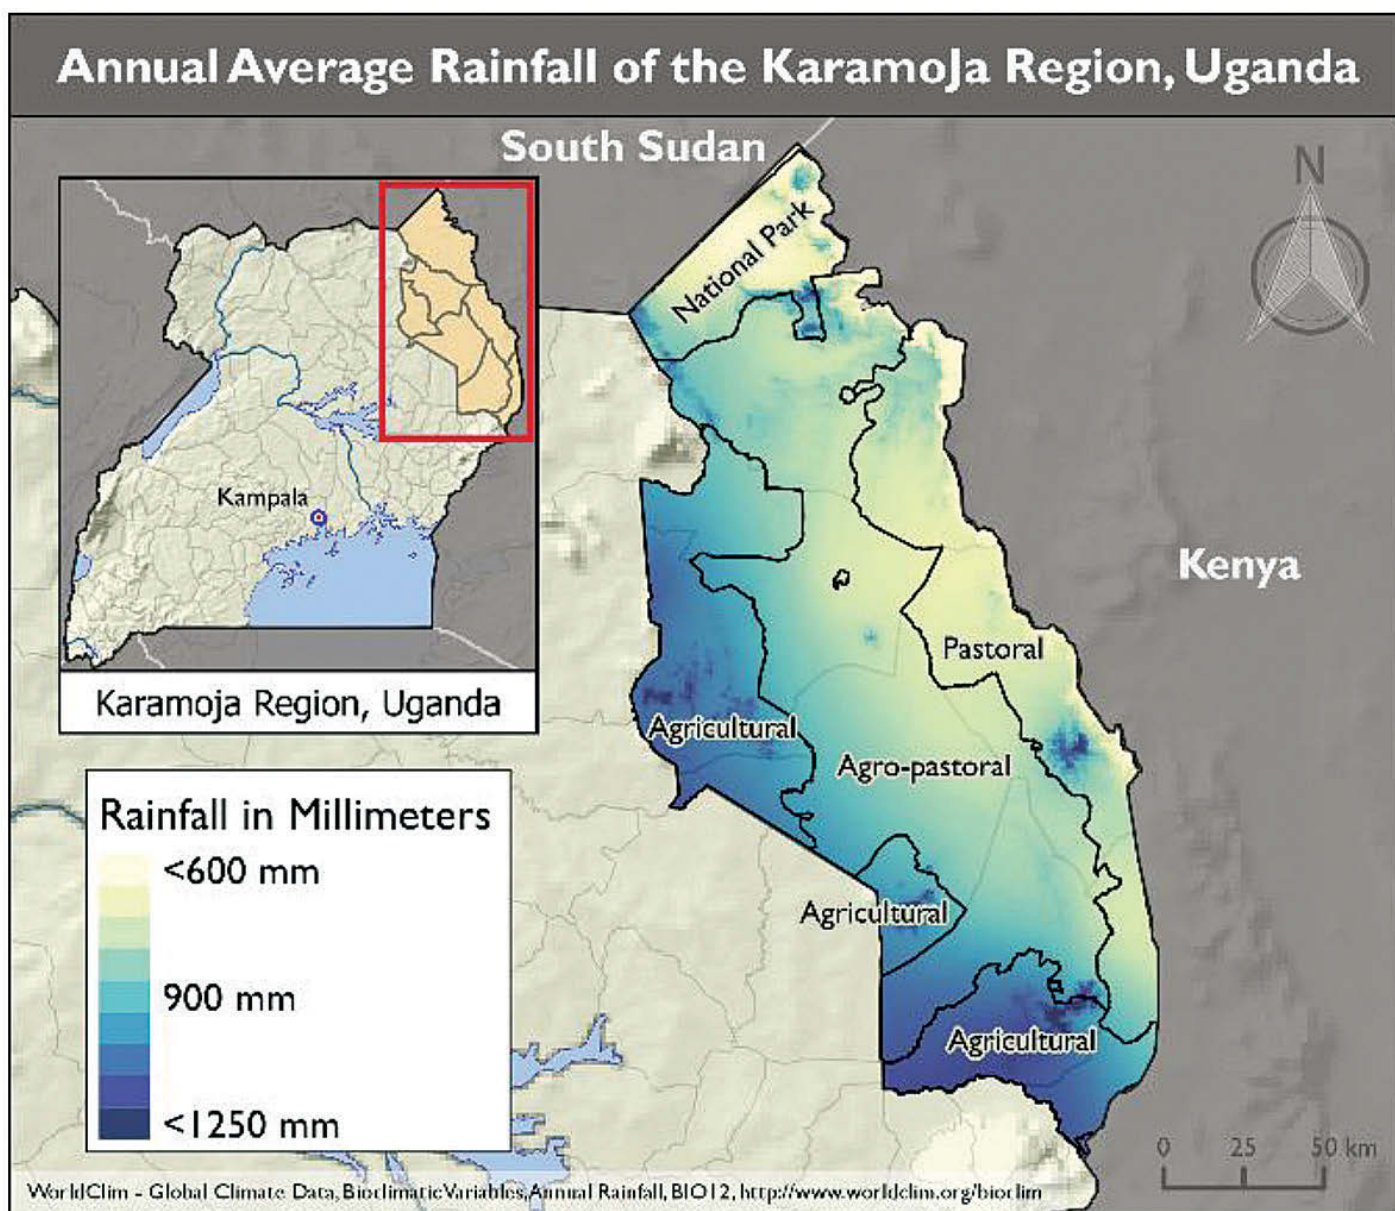 Annual Average Rainfall of the KaramoJa Region, Uganda
South Sudan
N
National Park
Kampala
Kenya
Pastoral
Karamoja Region, Uganda
Agricultural
Agro-pastoral
Rainfall in Millimeters
<600 mm
900 mm
<1250 mm
Agricultural
Agricultural
0 25 50 km
WorldClim - Global Climate Data, Bioclimatic Variables, Annual Rainfall, BIO12, http://www.worldclim.org/bioclim